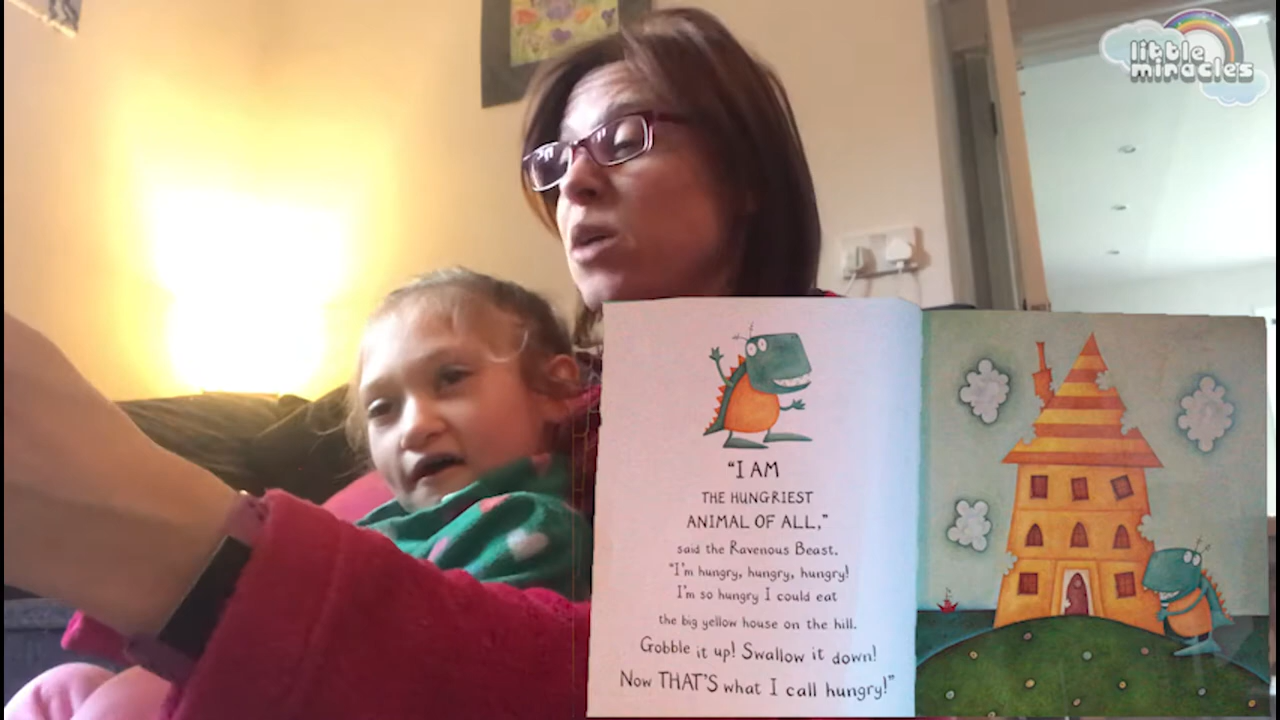 little
miracles
"I AM
THE HUNGRIEST
ANIMAL OF ALL,"
said the Ravenous Beast.
"I'm hungry, hungry, hungry!
I'm so hungry I could eat
the big yellow house on the hill.
Gobble it up! Swallow it down!
Now THAT'S what I call hungry!"